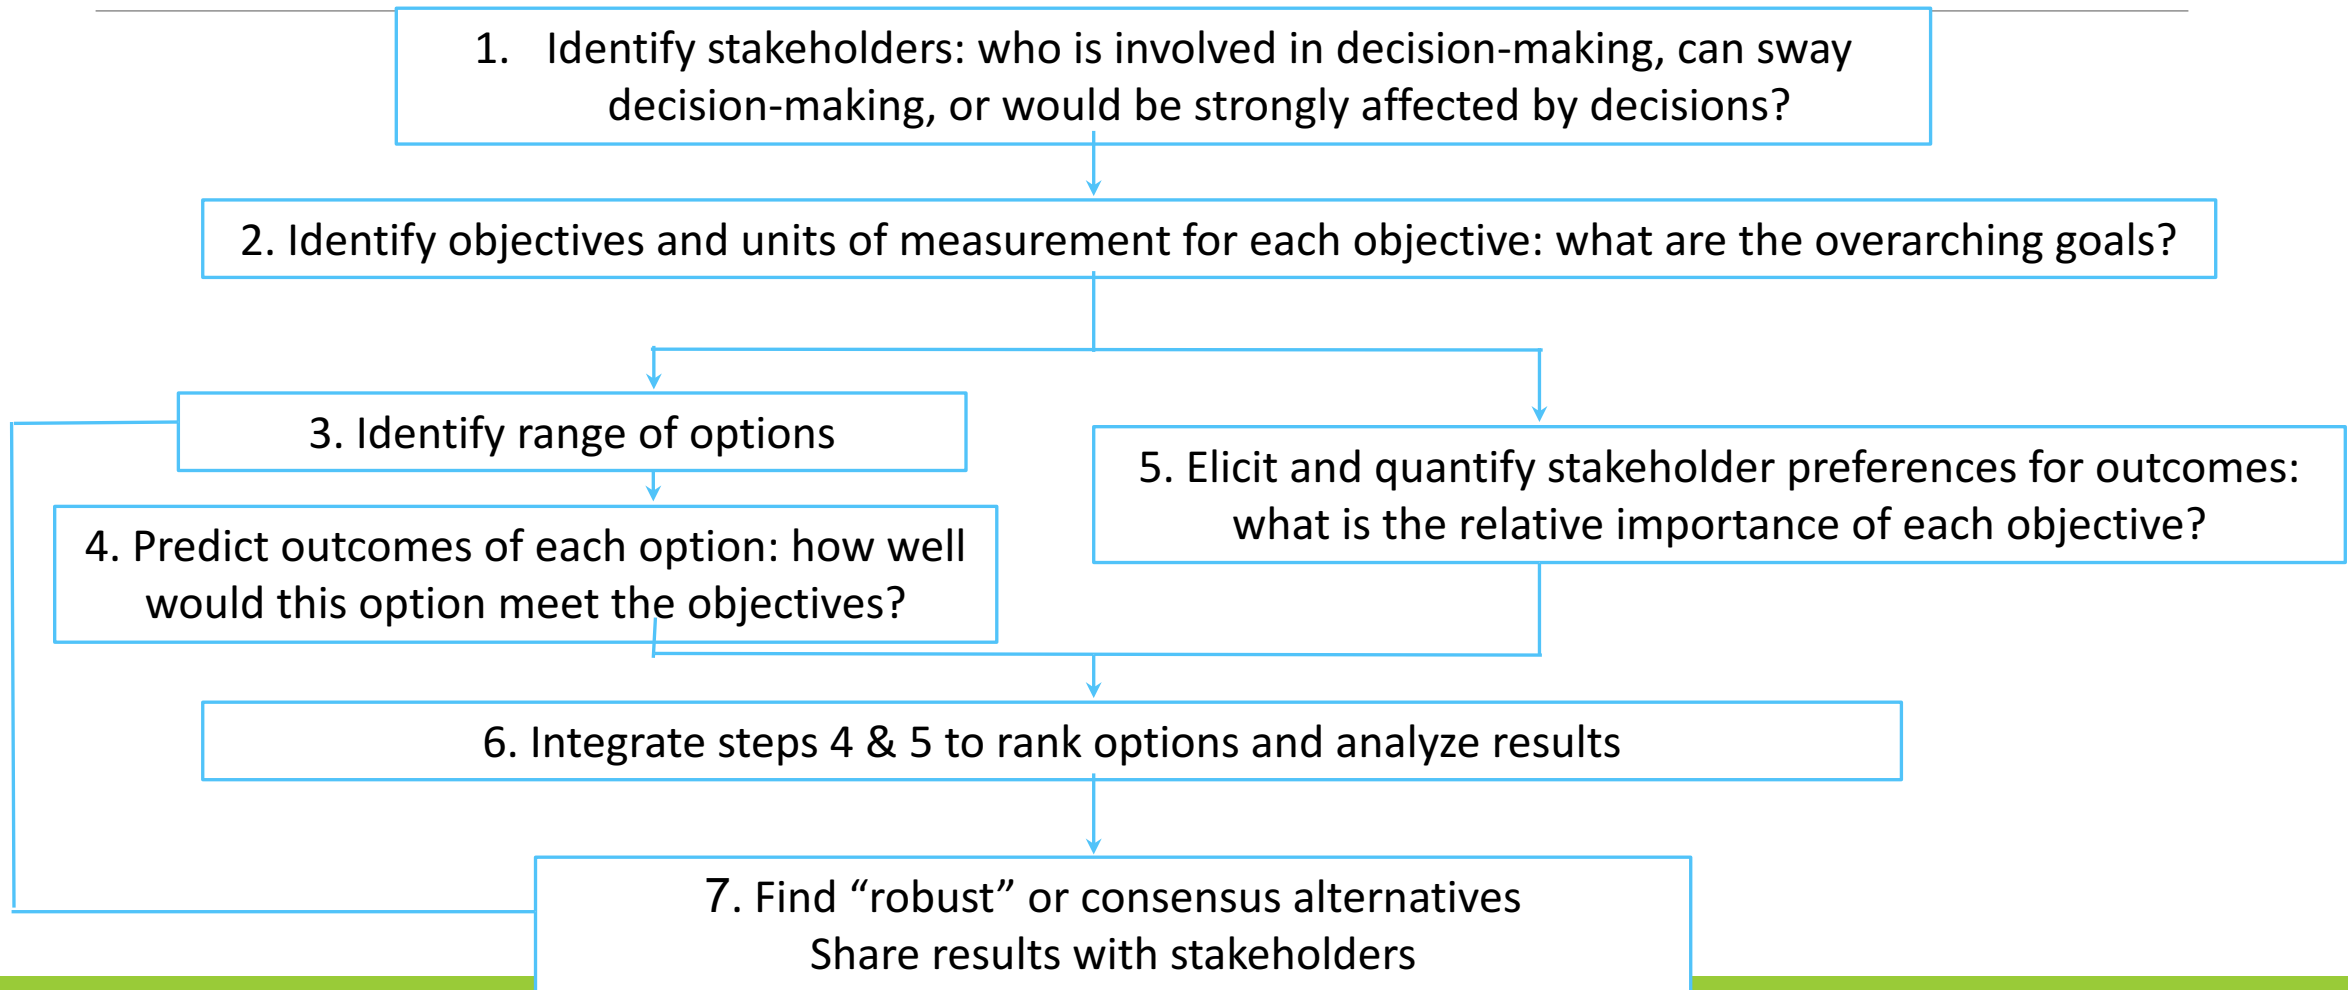 1. Identify stakeholders: who is involved in decision-making, can sway
decision-making, or would be strongly affected by decisions?
2. Identify objectives and units of measurement for each objective: what are the overarching goals?
3. Identify range of options
4. Predict outcomes of each option: how well
would this option meet the objectives?
5. Elicit and quantify stakeholder preferences for outcomes:
what is the relative importance of each objective?
6. Integrate steps 4 & 5 to rank options and analyze results
7. Find “robust” or consensus alternatives
Share results with stakeholders